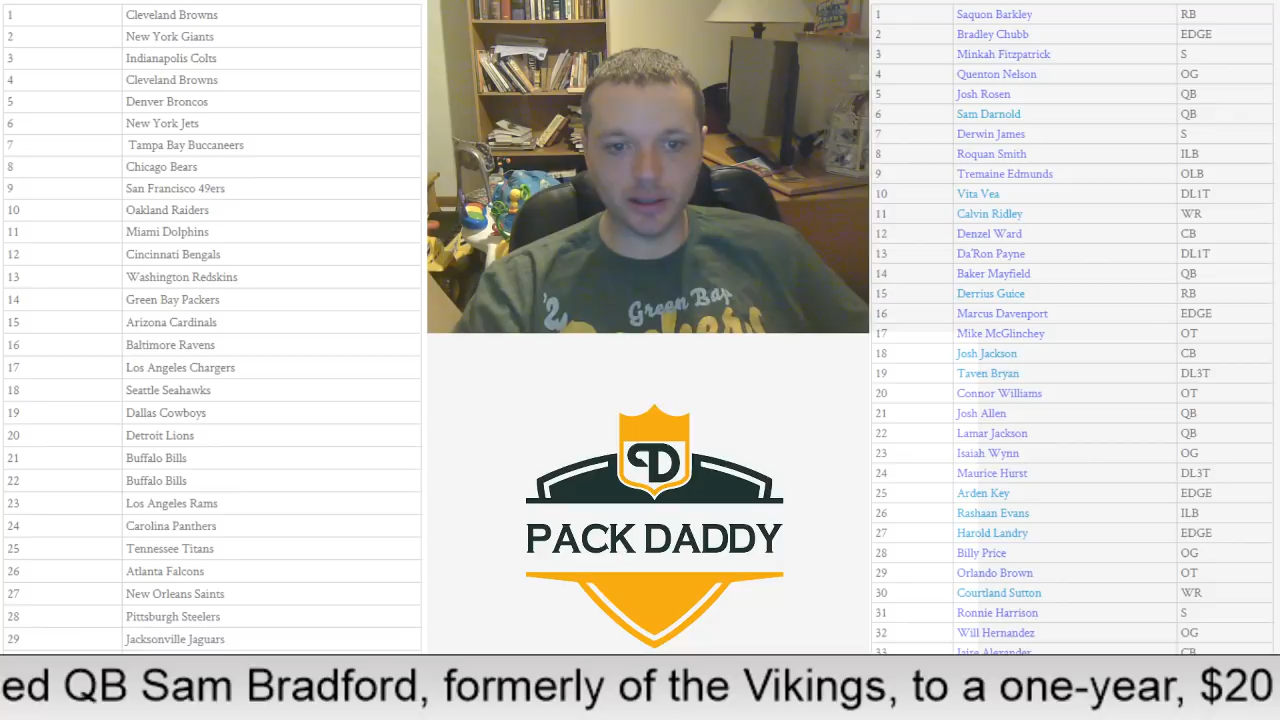 1 Cleveland Browns
2 New York Giants
3 Indianapolis Colts
4 Cleveland Browns
5 Denver Broncos
6 New York Jets
7 Tampa Bay Buccaneers
8 Chicago Bears
9 San Francisco 49ers
10 Oakland Raiders
11 Miami Dolphins
12 Cincinnati Bengals
13 Washington Redskins
14 Green Bay Packers
15 Arizona Cardinals
16 Baltimore Ravens
17 Los Angeles Chargers
18 Seattle Seahawks
19 Dallas Cowboys
20 Detroit Lions
21 Buffalo Bills
22 Buffalo Bills
23 Los Angeles Rams
24 Carolina Panthers
25 Tennessee Titans
26 Atlanta Falcons
27 New Orleans Saints
28 Pittsburgh Steelers
29 Jacksonville Jaguars
Green Bay
Packers
PD
PACK DADDY
1 Saquon Barkley RB
2 Bradley Chubb EDGE
3 Minkah Fitzpatrick S
4 Quenton Nelson OG
5 Josh Rosen QB
6 Sam Darnold QB
7 Derwin James S
8 Roquan Smith ILB
9 Tremaine Edmunds OLB
10 Vita Vea DL1T
11 Calvin Ridley WR
12 Denzel Ward CB
13 Da'Ron Payne DL1T
14 Baker Mayfield QB
15 Derrius Guice RB
16 Marcus Davenport EDGE
17 Mike McGlinchey OT
18 Josh Jackson CB
19 Taven Bryan DL3T
20 Connor Williams OT
21 Josh Allen QB
22 Lamar Jackson QB
23 Isaiah Wynn OG
24 Maurice Hurst DL3T
25 Arden Key EDGE
26 Rashaan Evans ILB
27 Harold Landry EDGE
28 Billy Price OG
29 Orlando Brown OT
30 Courtland Sutton WR
31 Ronnie Harrison S
32 Will Hernandez OG
33 Jaire Alexander CB
ed QB Sam Bradford, formerly of the Vikings, to a one-year, $20